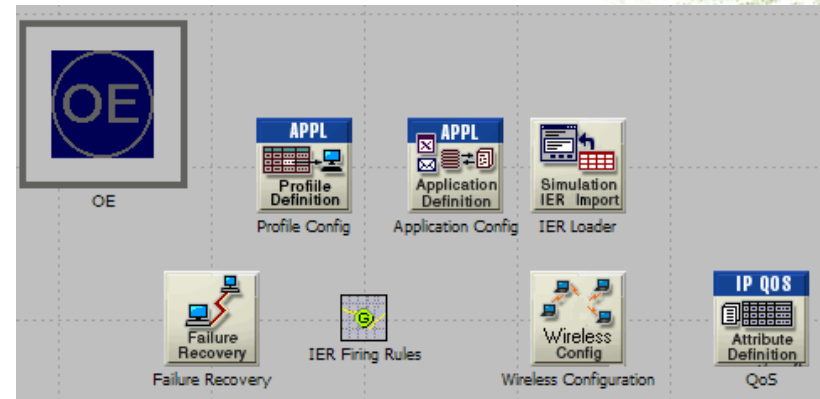 OE
OE
APPL
Profile
Definition
Profile Config
APPL
Application
Definition
Application Config
Simulation
IER Import
IER Loader
Failure
Recovery
Failure Recovery
G
IER Firing Rules
Wireless
Config
Wireless Configuration
IP QOS
Attribute
Definition
QoS